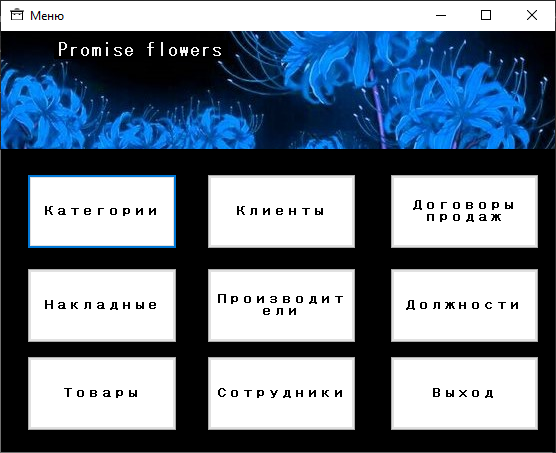 Меню
Promise flowers
Категории
Клиенты
Договоры
продаж
Накладные
Производит
ели
Должности
Товары
Сотрудники
Выход